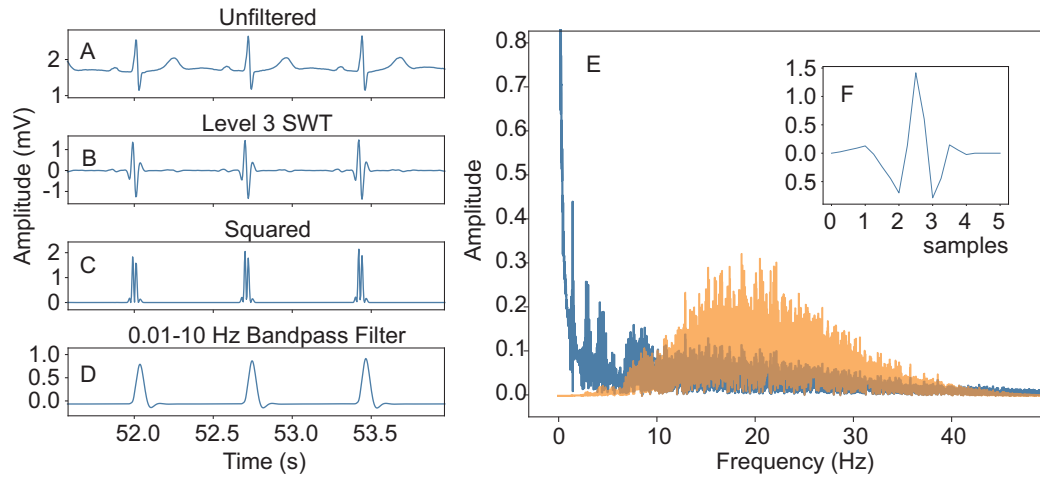 Unfiltered
A
2
1
Level 3 SWT
B
1
0
-1
Squared
C
2
1
0
0.01-10 Hz Bandpass Filter
D
1.0
0.5
0.0
52.0 52.5 53.0 53.5
Time (s)
Amplitude (mV)
E
0.8
0.7
0.6
0.5
0.4
0.3
0.2
0.1
0.0
0 10 20 30 40
Frequency (Hz)
Amplitude
F
1.5
1.0
0.5
0.0
0.5
0 1 2 3 4 5
samples